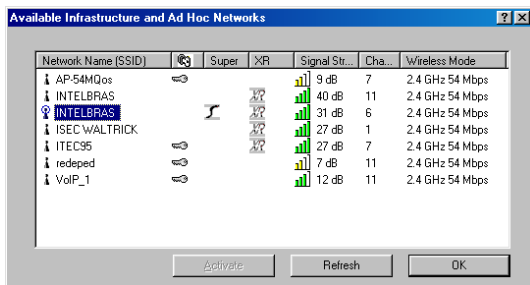 Available Infrastructure and Ad Hoc Networks
Network Name (SSID) Super XR Signal Str... Cha... Wireless Mode
AP-54MQos 9 dB 7 2.4 GHz 54 Mbps
INTELBRAS XR 40 dB 11 2.4 GHz 54 Mbps
INTELBRAS XR 31 dB 6 2.4 GHz 54 Mbps
ISEC WALTRICK XR 27 dB 1 2.4 GHz 54 Mbps
ITEC95 XR 27 dB 7 2.4 GHz 54 Mbps
redeped 7 dB 11 2.4 GHz 54 Mbps
VoIP_1 12 dB 11 2.4 GHz 54 Mbps
Activate Refresh OK